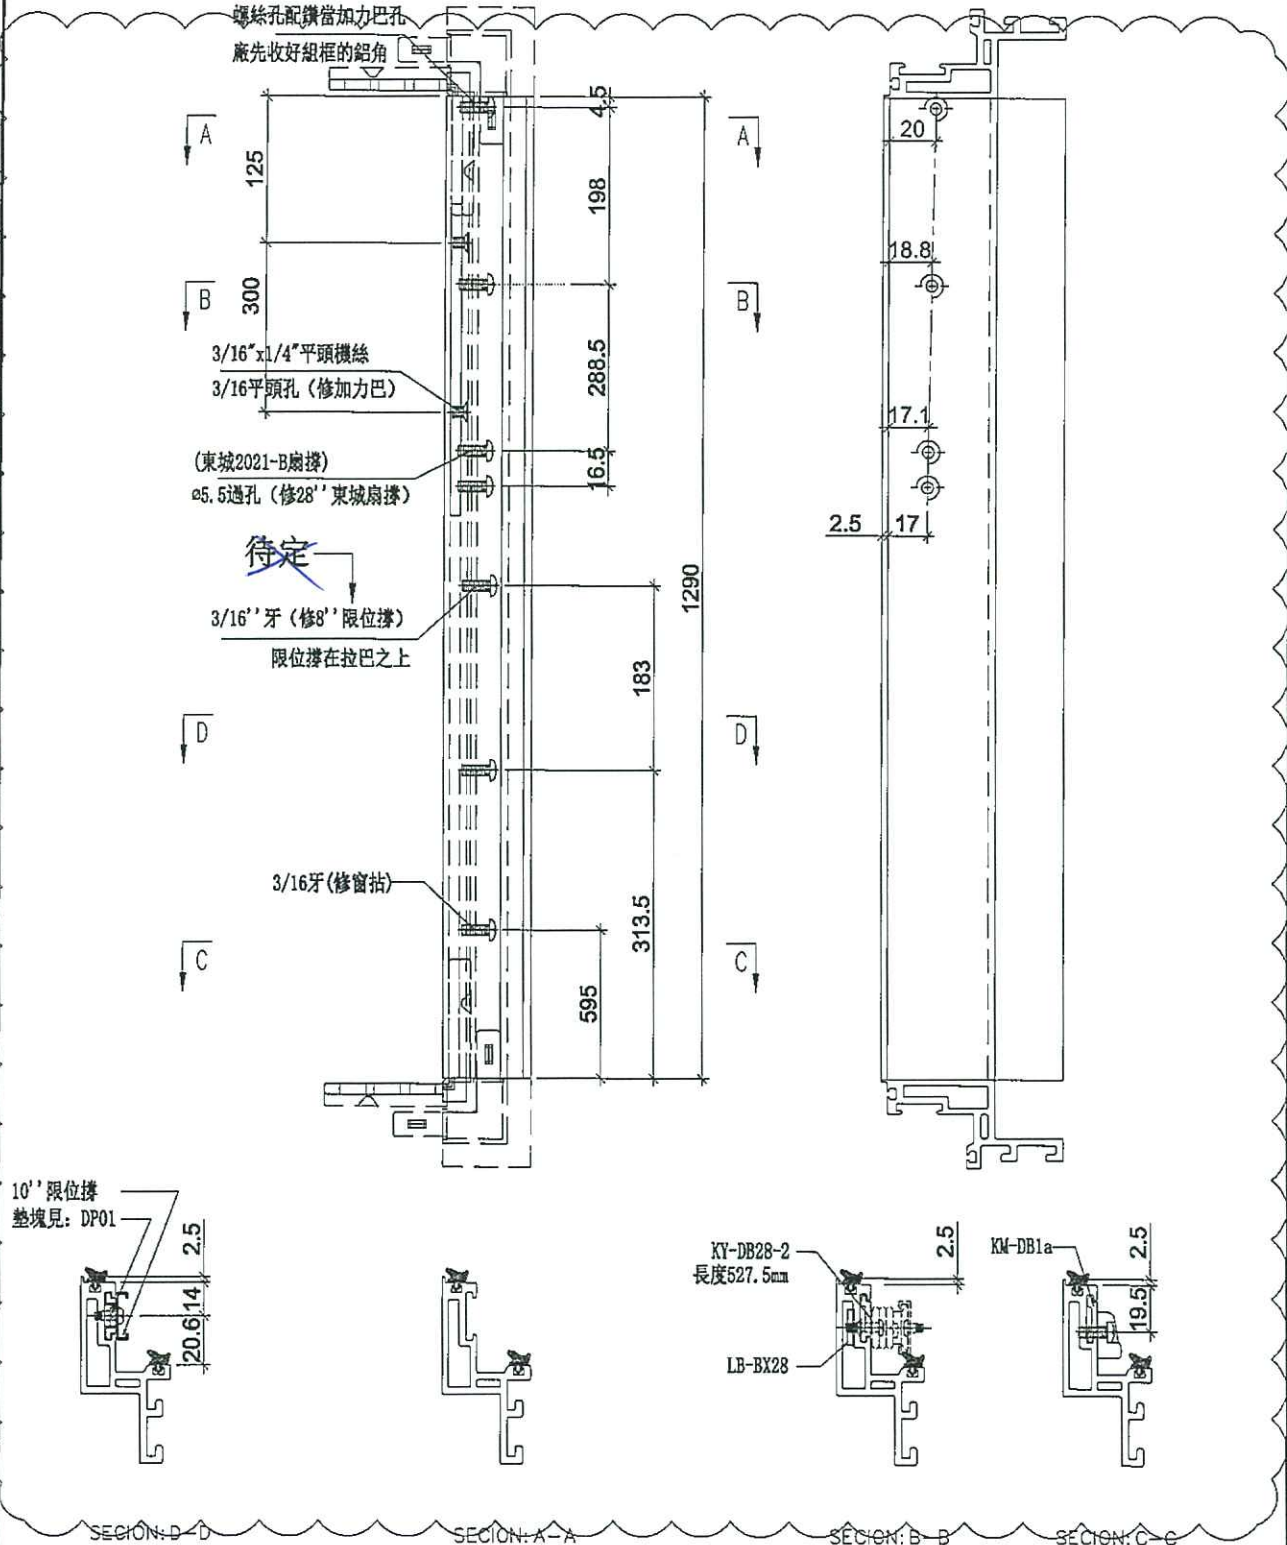 螺絲孔配鑽當加力巴孔
廠先收好組框的鋁角
A
A
125
4.5
20
198
B
B
300
18.8
3/16"x1/4"平頭機絲
3/16平頭孔（修加力巴）
288.5
17.1
(東城2021-B扇撐)
ø5.5過孔（修28''東城扇撐）
16.5
2.5
17
待定
3/16''牙（修8''限位撐）
限位撐在拉巴之上
1290
183
D
D
3/16牙(修窗拈)
313.5
C
C
595
10''限位撐
墊塊見: DP01
2.5
14
20.6
KY-DB28-2
長度527.5mm
LB-BX28
2.5
KM-DB1a
2.5
19.5
SECION: D-D
SECION: A-A
SECION: B-B
SECION: C-C